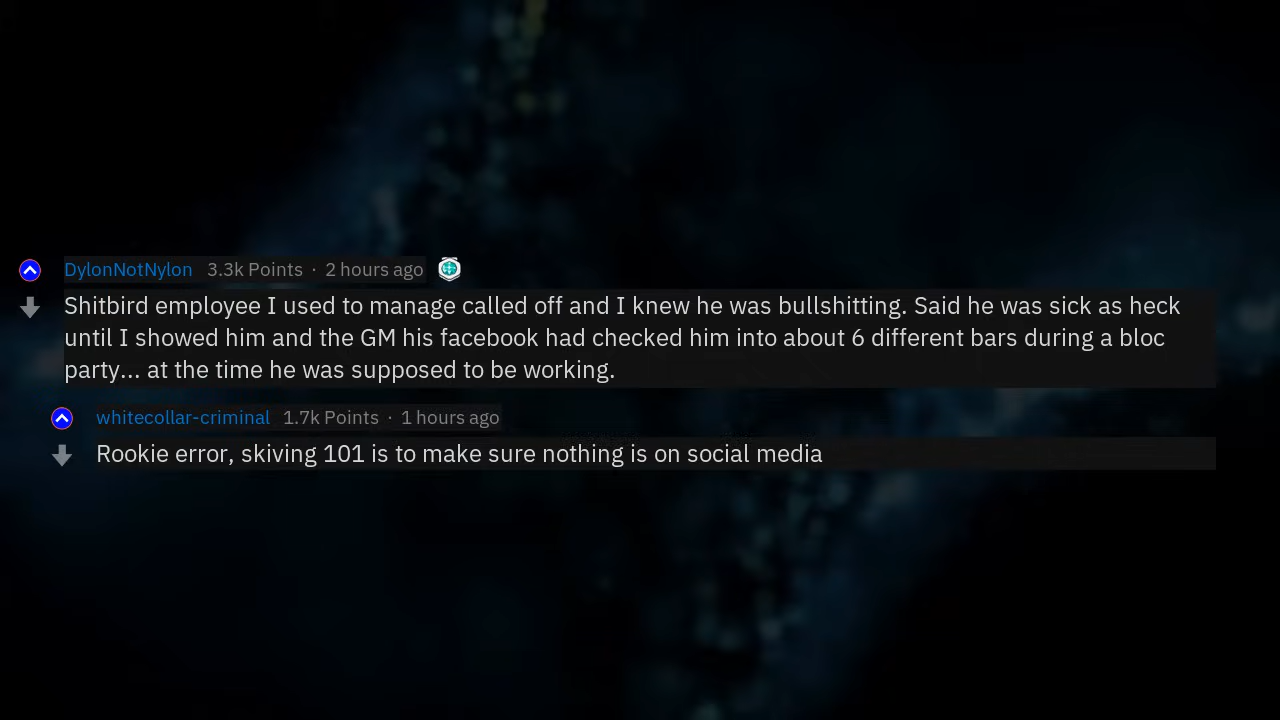 DylonNotNylon 3.3k Points · 2 hours ago
Shitbird employee I used to manage called off and I knew he was bullshitting. Said he was sick as heck
until I showed him and the GM his facebook had checked him into about 6 different bars during a bloc
party... at the time he was supposed to be working.
whitecollar-criminal 1.7k Points · 1 hours ago
Rookie error, skiving 101 is to make sure nothing is on social media